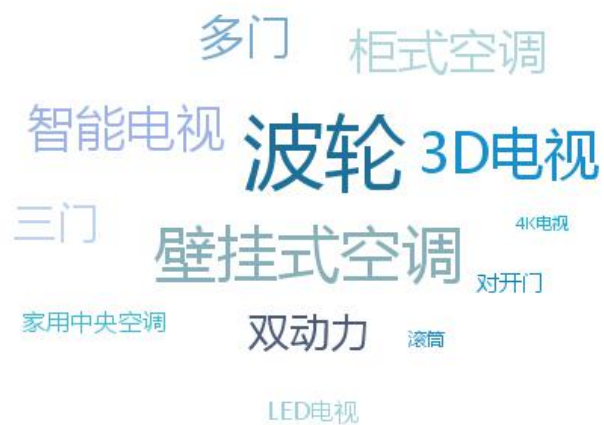 多门
柜式空调
智能电视
波轮
3D电视
三门
4K电视
壁挂式空调
对开门
家用中央空调
双动力
滚筒
LED电视